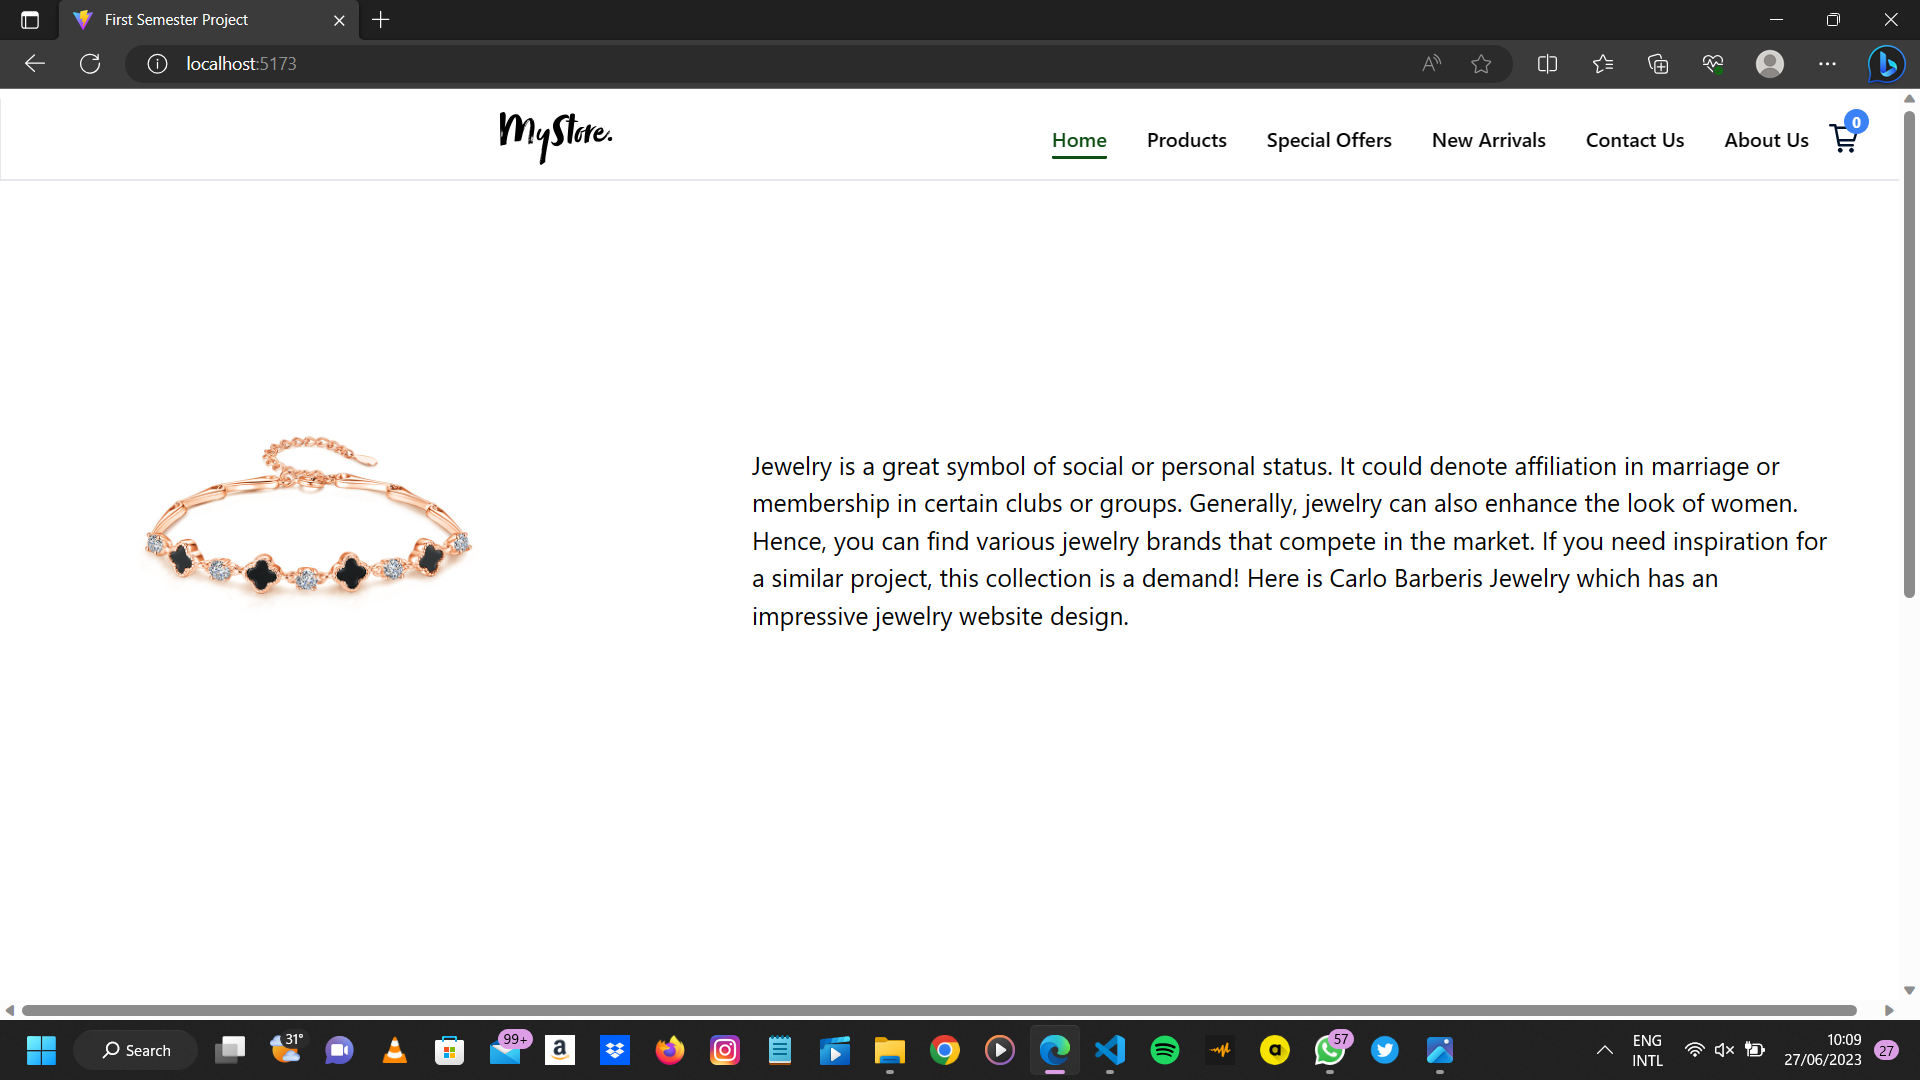 First Semester Project
localhost:5173
MyStore.
Home Products Special Offers New Arrivals Contact Us About Us 0
Jewelry is a great symbol of social or personal status. It could denote affiliation in marriage or
membership in certain clubs or groups. Generally, jewelry can also enhance the look of women.
Hence, you can find various jewelry brands that compete in the market. If you need inspiration for
a similar project, this collection is a demand! Here is Carlo Barberis Jewelry which has an
impressive jewelry website design.
Search
31°
99+
a
a
57
ENG
INTL
10:09
27/06/2023
27